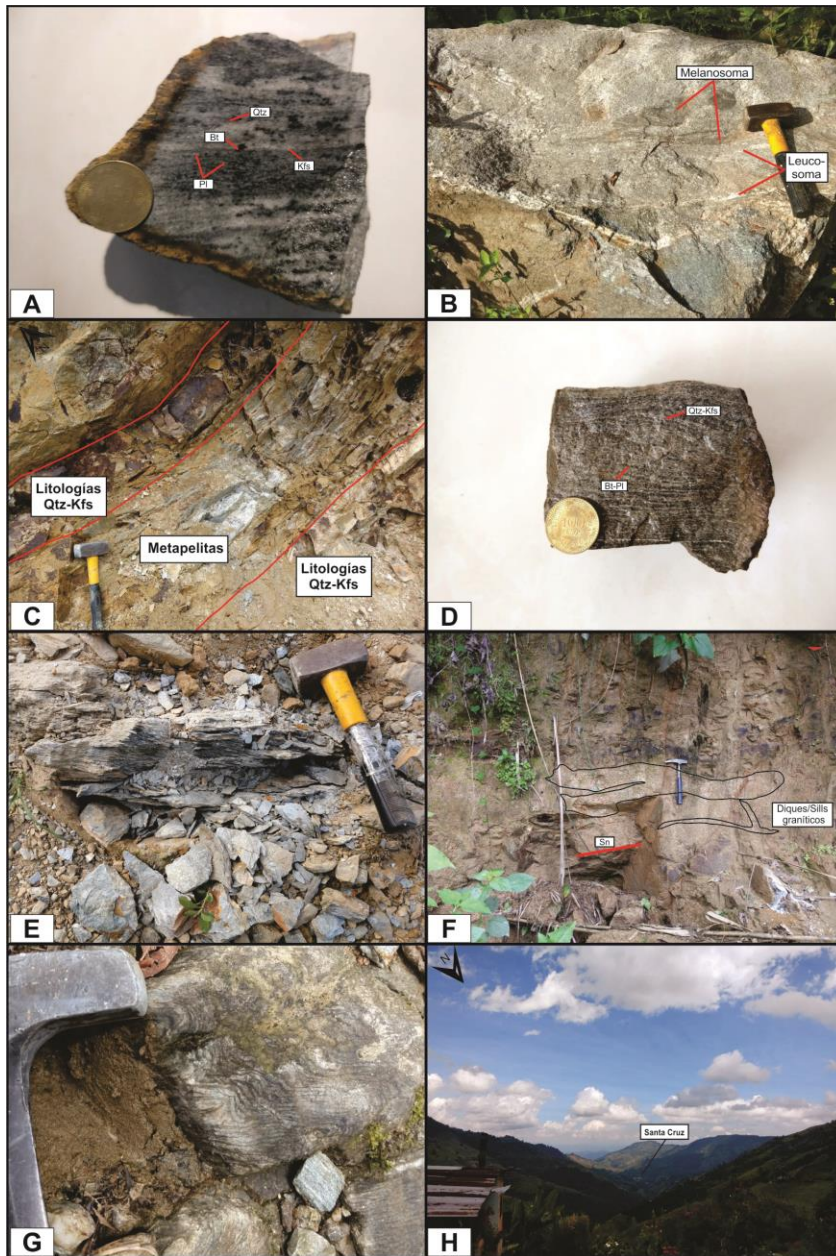 Qtz
Bt
Kfs
Pl
A
Melanosoma
Leuco-
soma
B
Litologías
Qtz-Kfs
Metapelitas
Litologías
Qtz-Kfs
C
Qtz-Kfs
Bt-Pl
D
E
Diques/Sills
graníticos
Sn
F
G
N
Santa Cruz
H